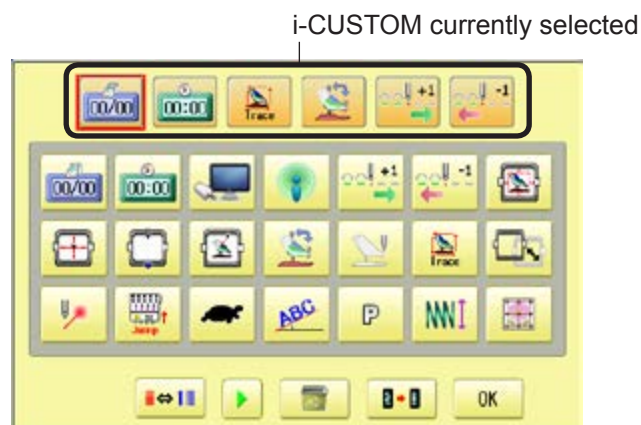 i-CUSTOM currently selected
00/00 00:00 Trace +1 -1
00/00 00:00 +1 -1
Trace
Jump ABC P
OK